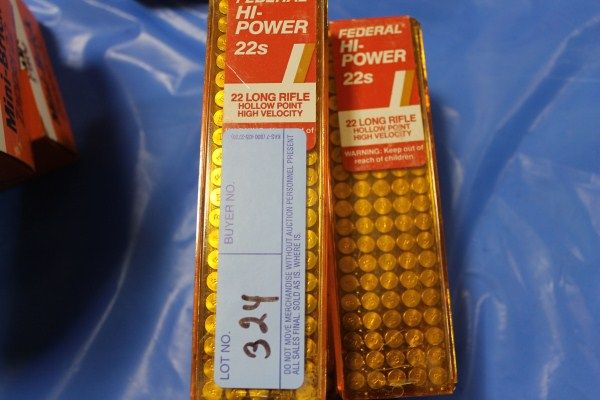 FEDERAL
HI-
POWER
22s
22 LONG RIFLE
HOLLOW POINT
HIGH VELOCITY
FEDERAL
HI-
POWER
22s
22 LONG RIFLE
HOLLOW POINT
HIGH VELOCITY
WARNING: Keep out of
reach of children
LOT NO. BUYER NO.
324
DO NOT MOVE MERCHANDISE WITHOUT AUCTION PERSONNEL PRESENT
ALL SALES FINAL. SOLD AS IS. WHERE IS.